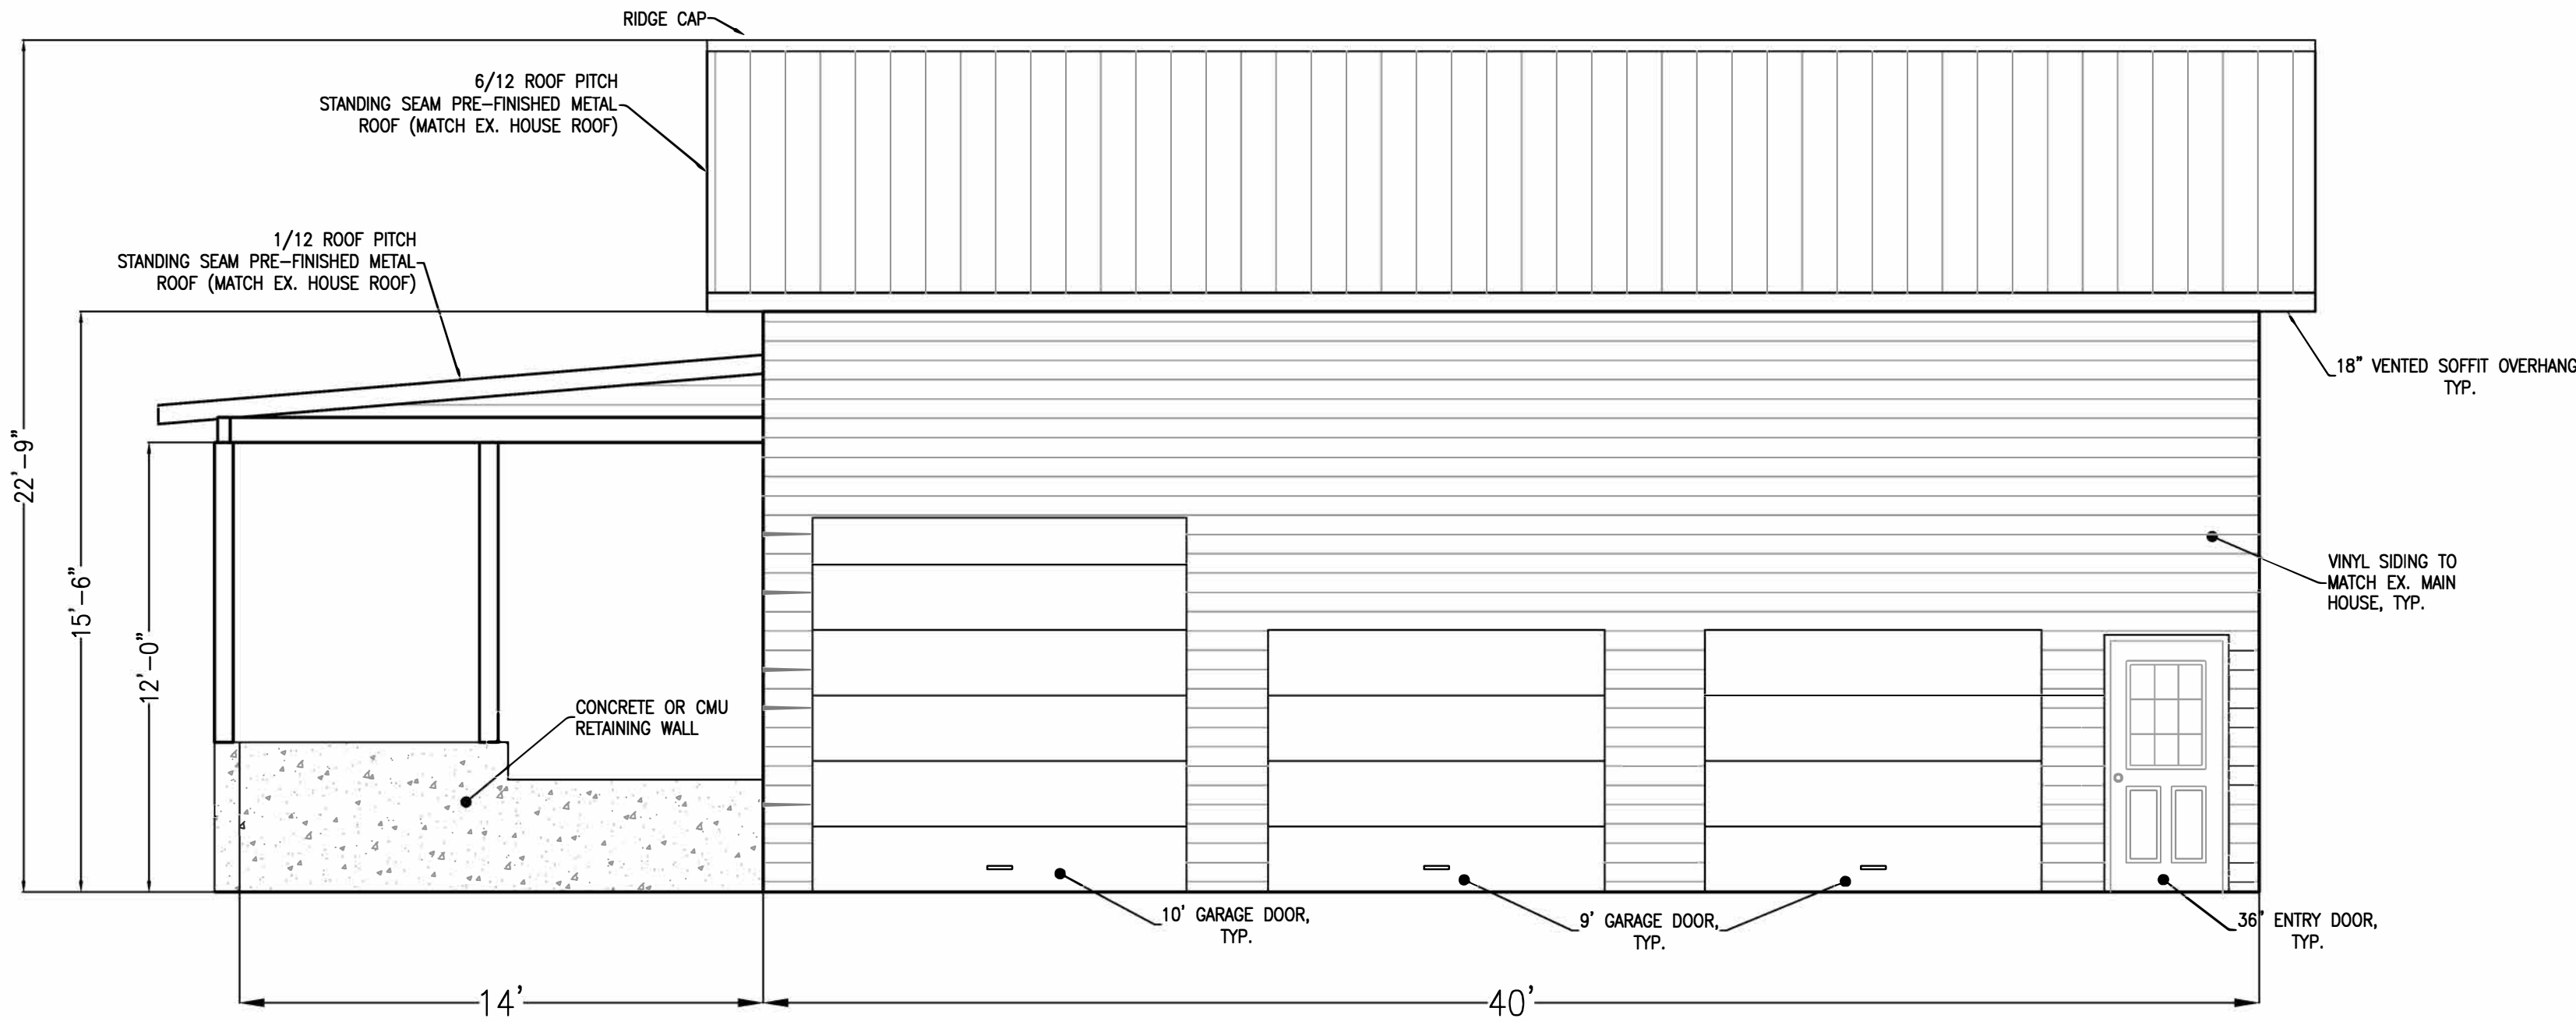 RIDGE CAP
6/12 ROOF PITCH
STANDING SEAM PRE-FINISHED METAL
ROOF (MATCH EX. HOUSE ROOF)
1/12 ROOF PITCH
STANDING SEAM PRE-FINISHED METAL
ROOF (MATCH EX. HOUSE ROOF)
18" VENTED SOFFIT OVERHANG
TYP.
22'-9"
15'-6"
12'-0"
VINYL SIDING TO
MATCH EX. MAIN
HOUSE, TYP.
CONCRETE OR CMU
RETAINING WALL
10' GARAGE DOOR,
TYP.
9' GARAGE DOOR,
TYP.
36' ENTRY DOOR,
TYP.
14'
40'